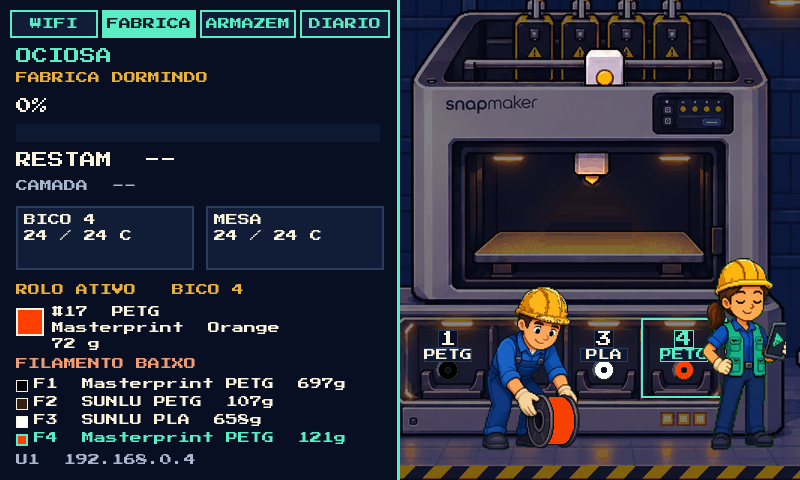 WIFI FABRICA ARMAZEM DIARIO
OCIOSA
FABRICA DORMINDO
0%
RESTAM --
CAMADA --
BICO 4
24 / 24 C
MESA
24 / 24 C
ROLO ATIVO BICO 4
#17 PETG
Masterprint Orange
72 g
FILAMENTO BAIXO
F1 Masterprint PETG 697g
F2 SUNLU PETG 107g
F3 SUNLU PLA 658g
F4 Masterprint PETG 121g
U1 192.168.0.4
snapmaker
1
PETG
3
PLA
4
PETG